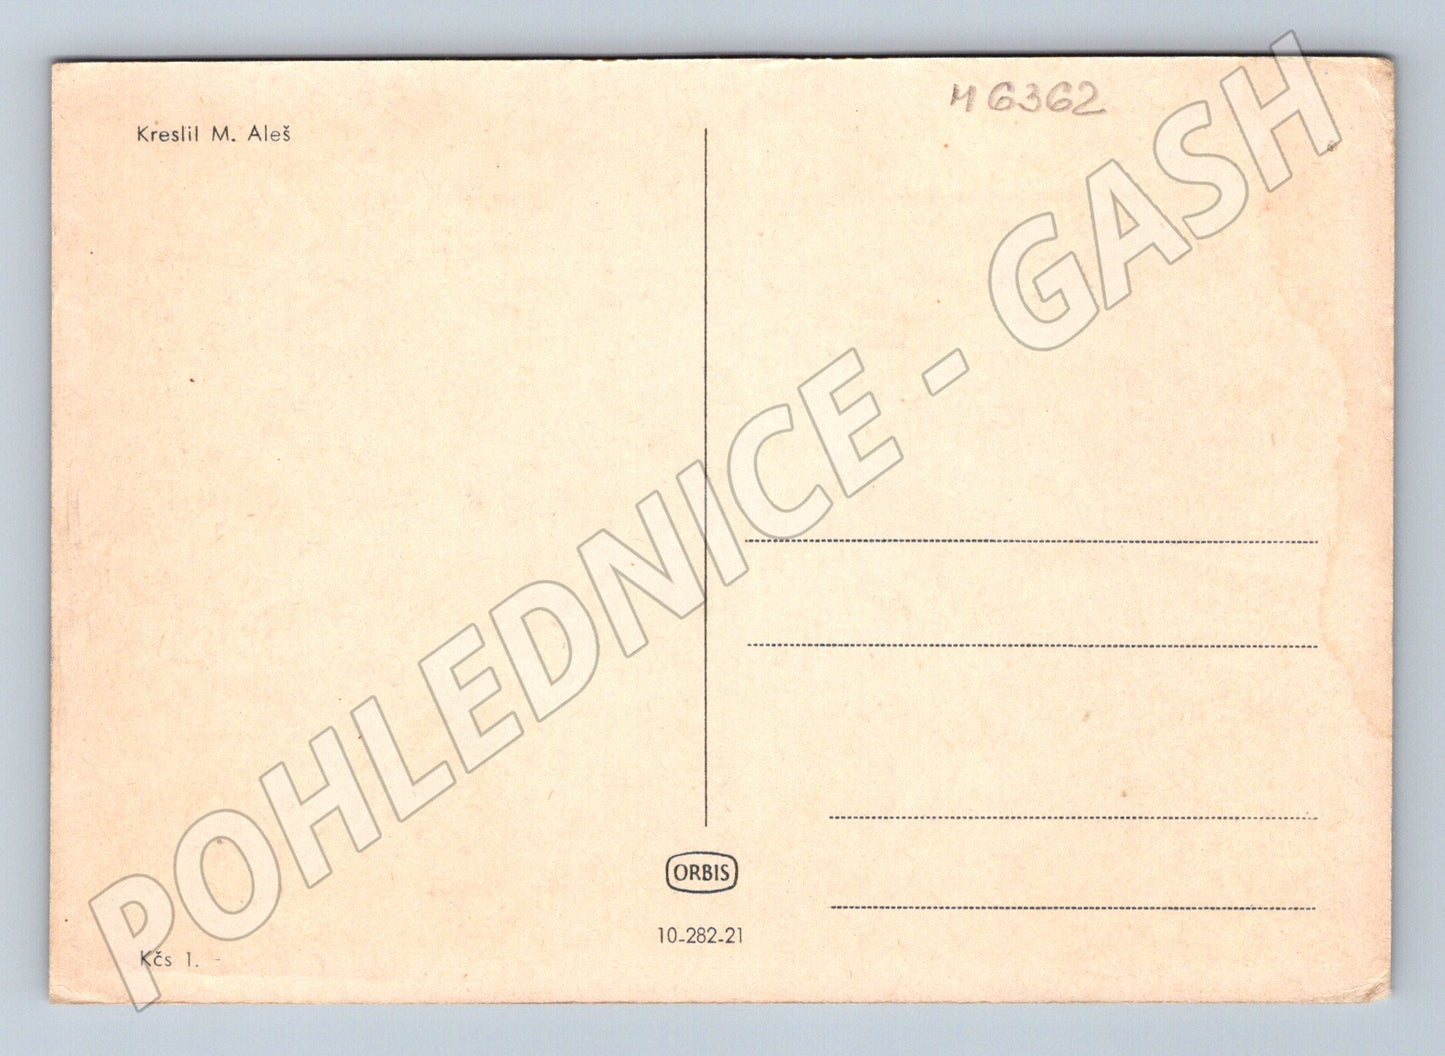 M 6362
Kreslil M. Aleš
POHLEDNICE - GASH
ORBIS
10-282-21
Kčs 1. -